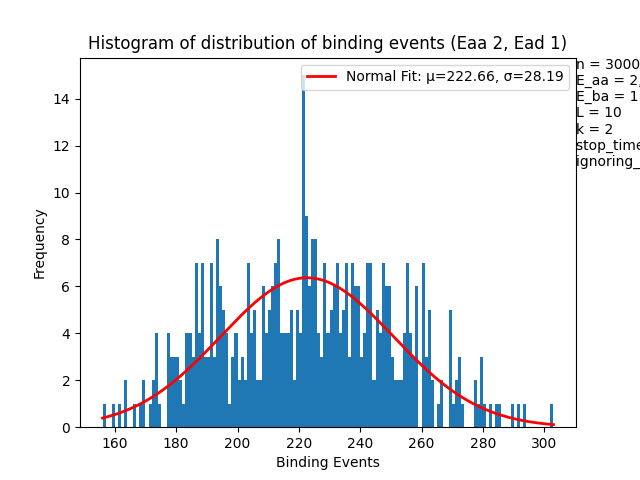 Histogram of distribution of binding events (Eaa 2, Ead 1)
Normal Fit: μ=222.66, σ=28.19
n = 3000
E_aa = 2,
E_ba = 1
L = 10
k = 2
stop_time
ignoring_
Frequency
14
12
10
8
6
4
2
0
160 180 200 220 240 260 280 300
Binding Events